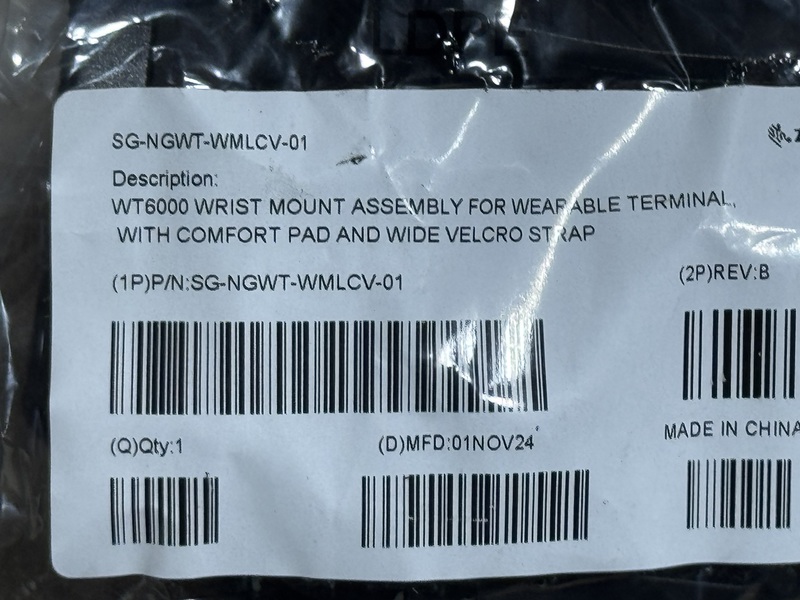 LDPE
SG-NGWT-WMLCV-01
Description:
WT6000 WRIST MOUNT ASSEMBLY FOR WEARABLE TERMINAL,
WITH COMFORT PAD AND WIDE VELCRO STRAP
(1P)P/N:SG-NGWT-WMLCV-01
(2P)REV:B
(Q)Qty:1
(D)MFD:01NOV24
MADE IN CHINA